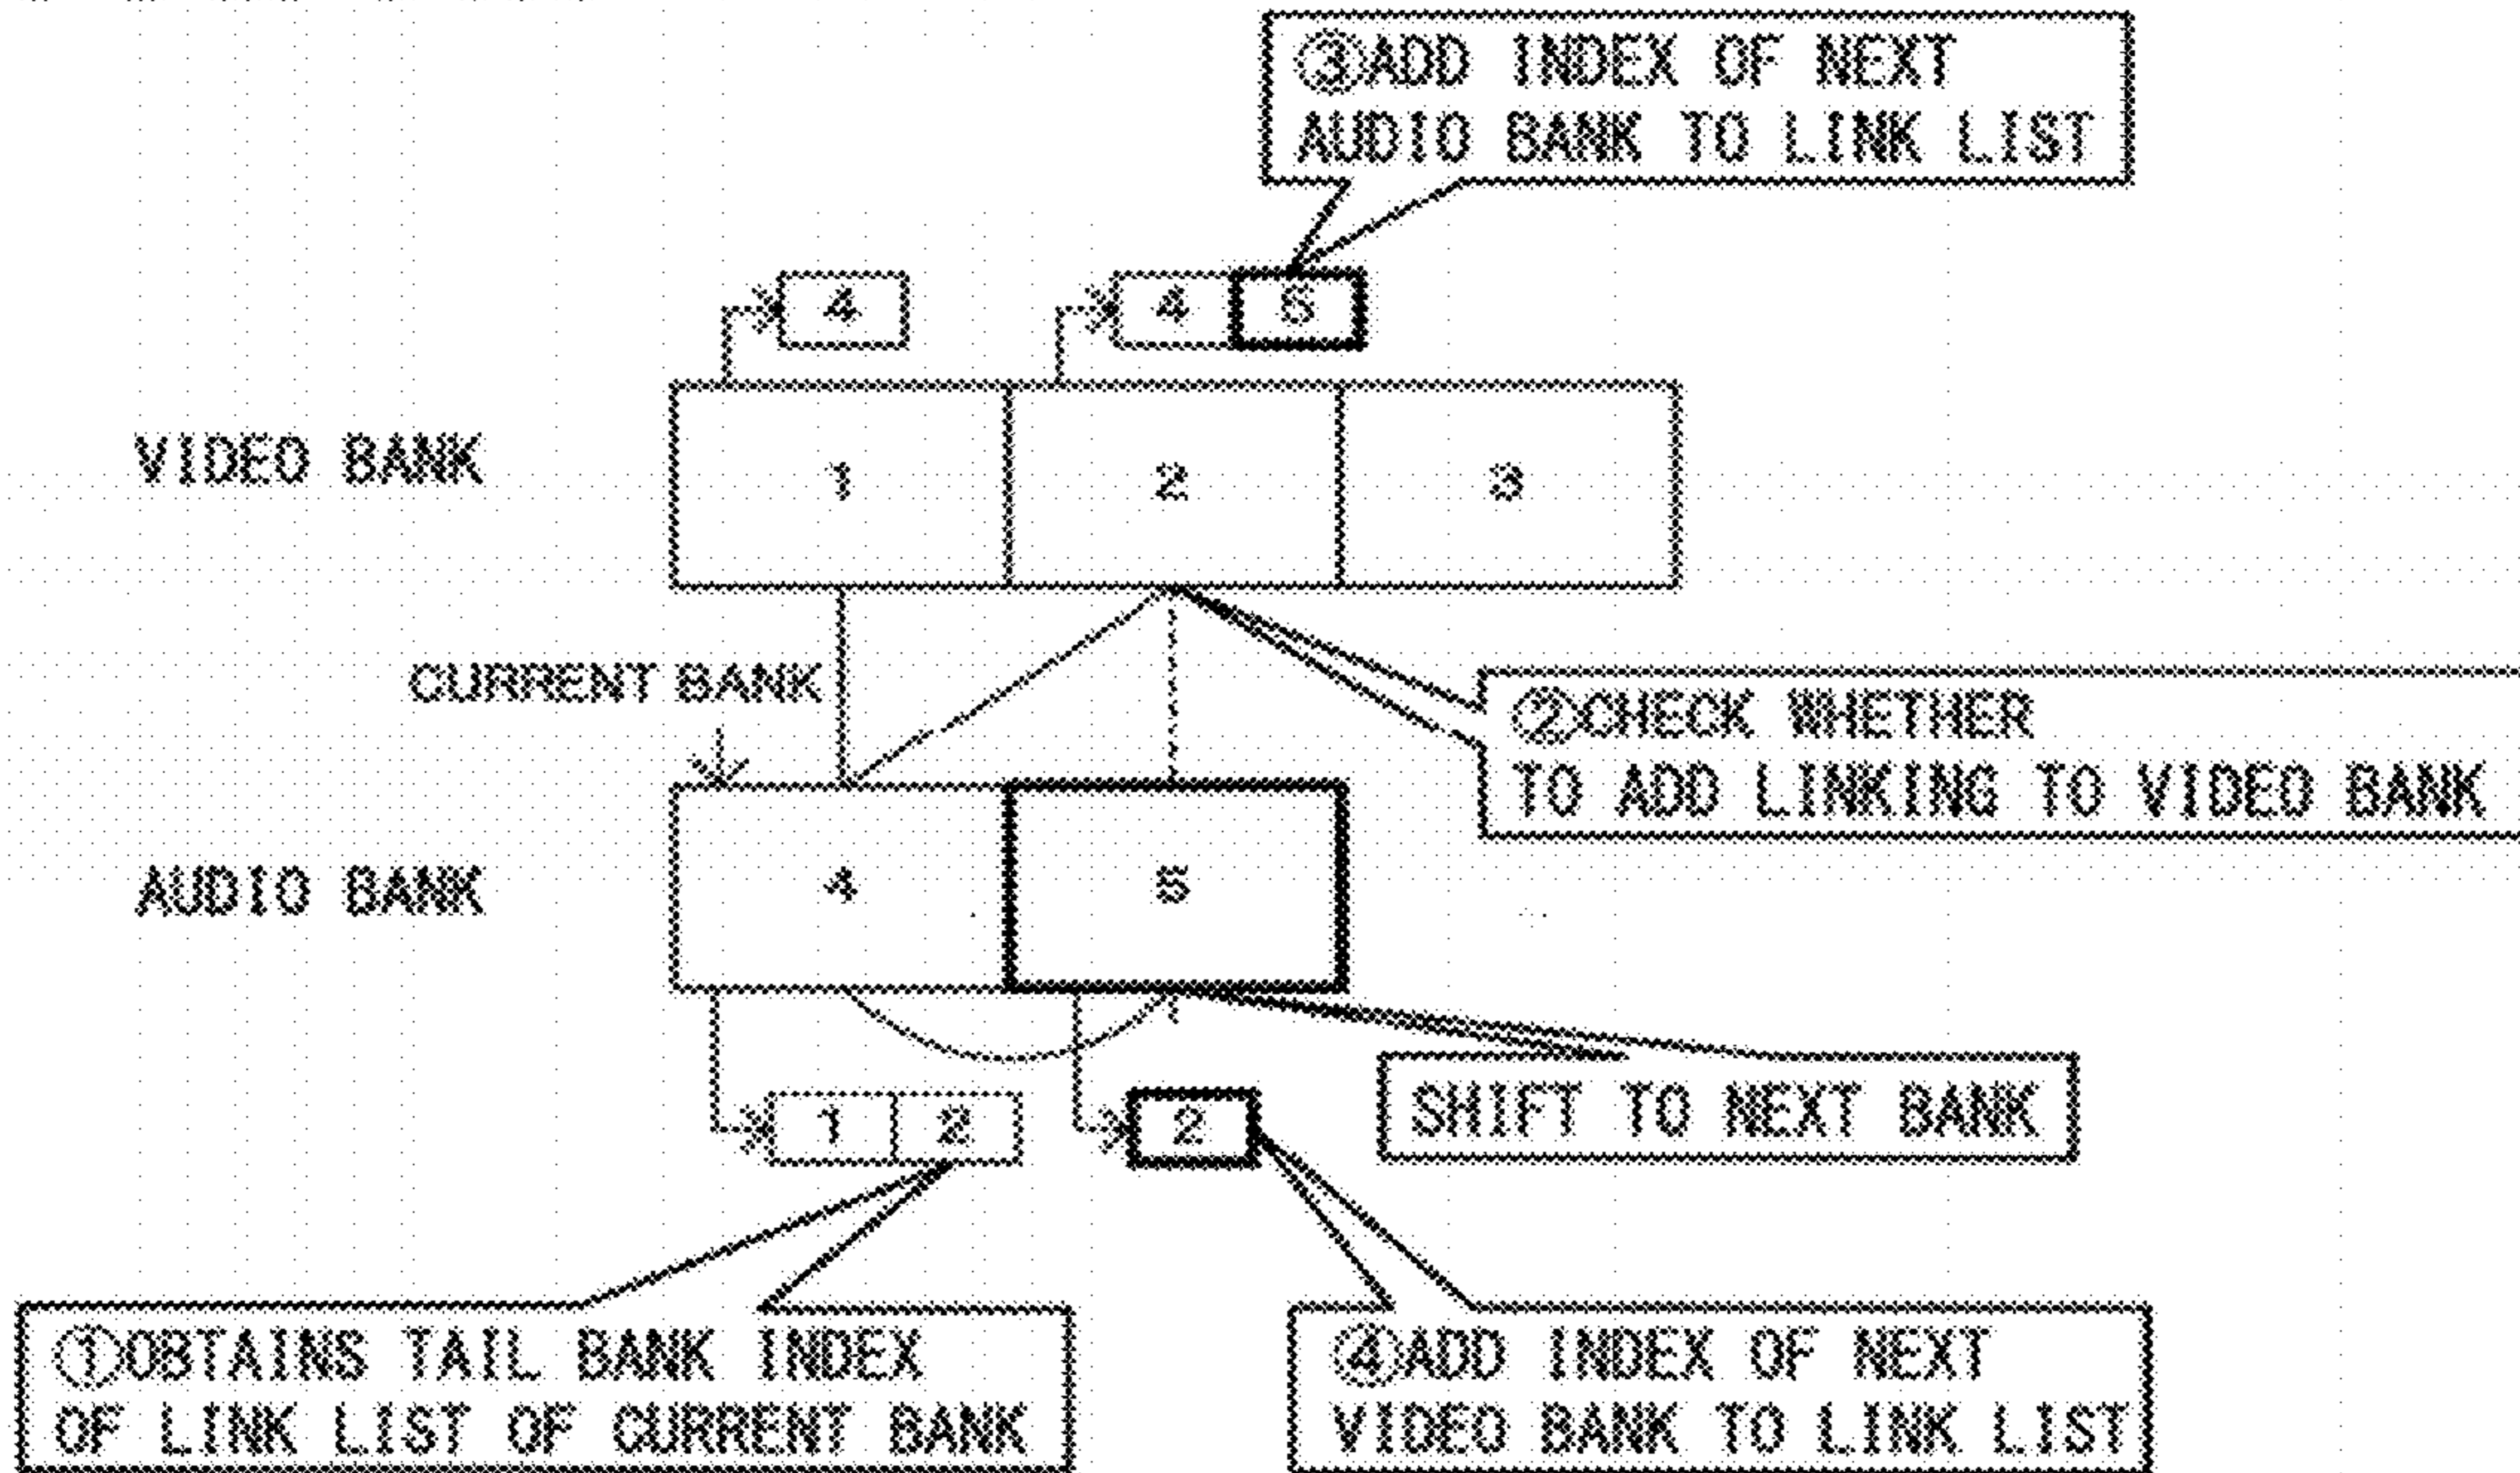 ③ADD INDEX OF NEXT
AUDIO BANK TO LINK LIST
4
4 5
VIDEO BANK
1 2 3
CURRENT BANK
②CHECK WHETHER
TO ADD LINKING TO VIDEO BANK
AUDIO BANK
4 5
1 2
2
SHIFT TO NEXT BANK
①OBTAINS TAIL BANK INDEX
OF LINK LIST OF CURRENT BANK
④ADD INDEX OF NEXT
VIDEO BANK TO LINK LIST